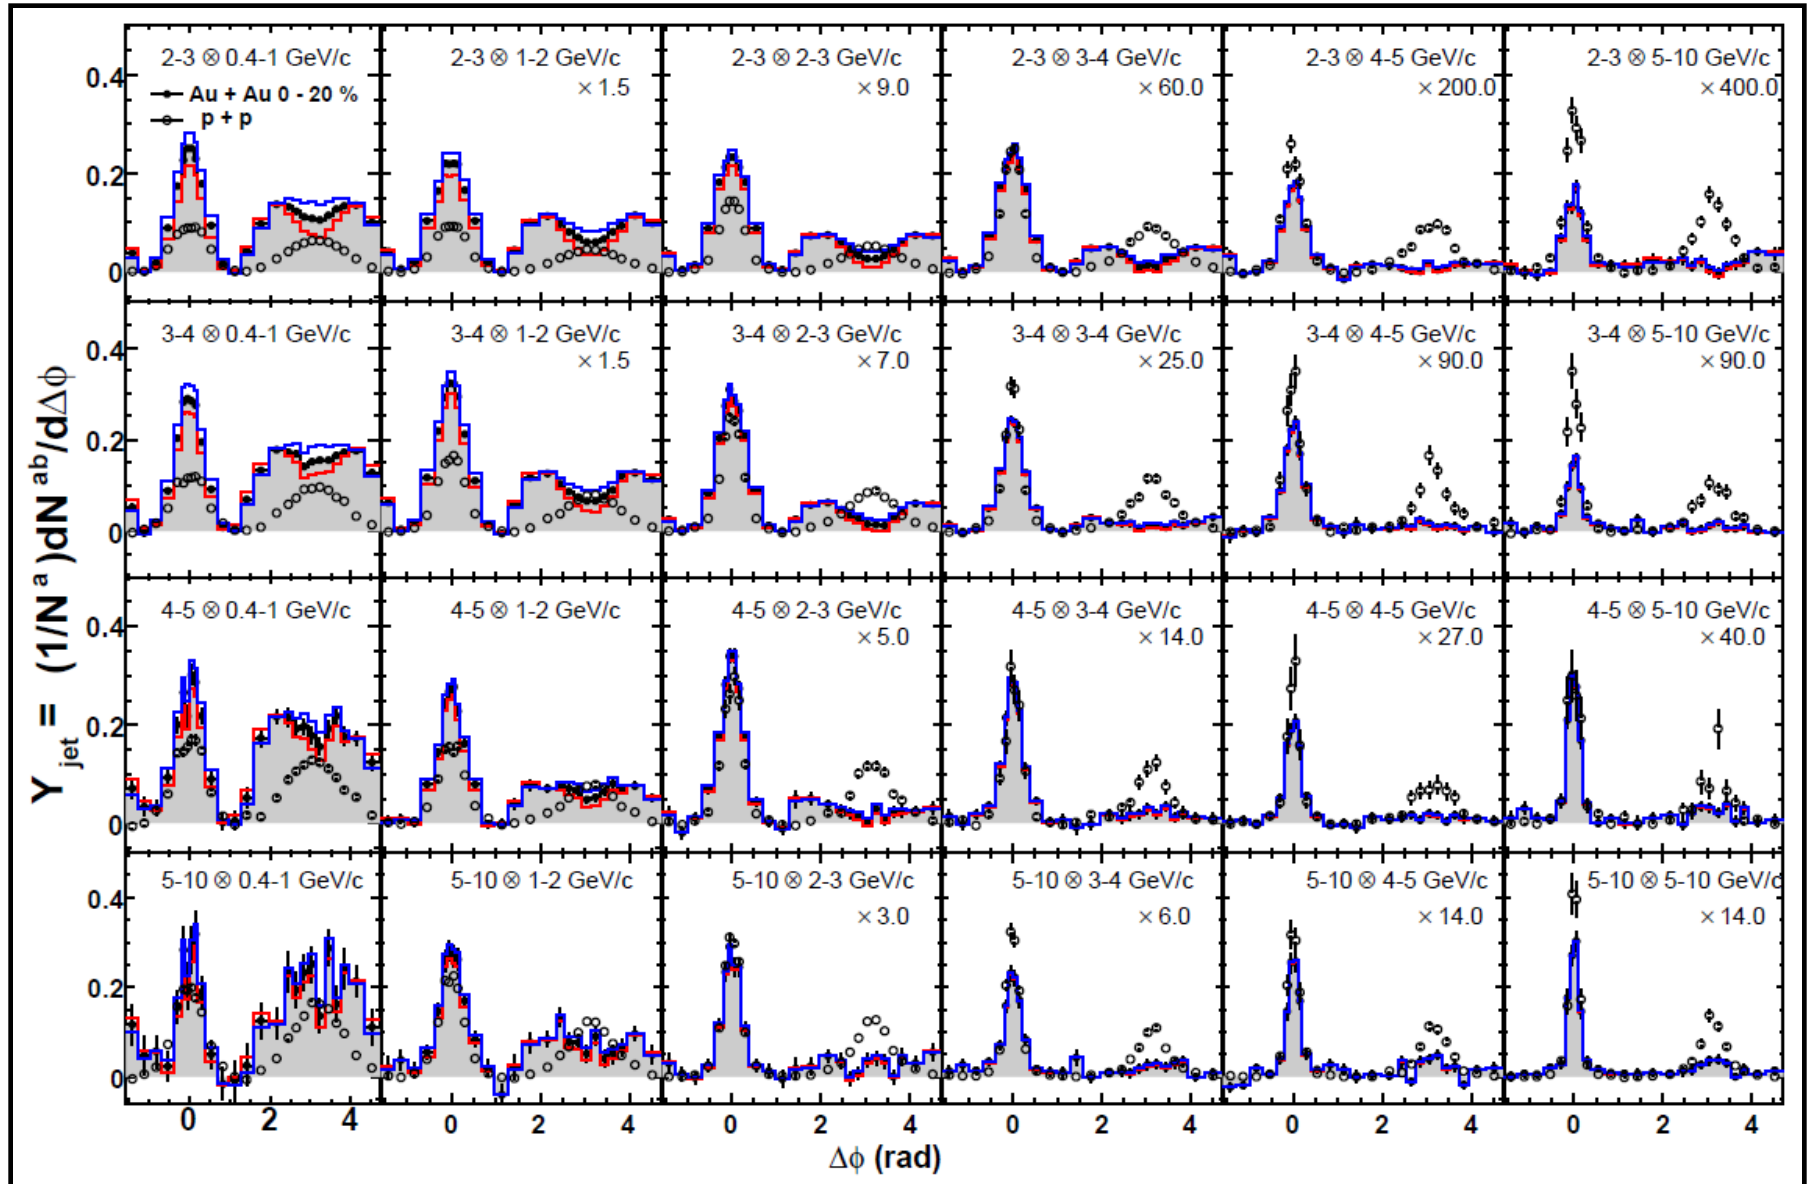 2-3 ⊗ 0.4-1 GeV/c
2-3 ⊗ 1-2 GeV/c
× 1.5
2-3 ⊗ 2-3 GeV/c
× 9.0
2-3 ⊗ 3-4 GeV/c
× 60.0
2-3 ⊗ 4-5 GeV/c
× 200.0
2-3 ⊗ 5-10 GeV/c
× 400.0
Au + Au 0 - 20 %
p + p
0.4
0.2
0
3-4 ⊗ 0.4-1 GeV/c
3-4 ⊗ 1-2 GeV/c
× 1.5
3-4 ⊗ 2-3 GeV/c
× 7.0
3-4 ⊗ 3-4 GeV/c
× 25.0
3-4 ⊗ 4-5 GeV/c
× 90.0
3-4 ⊗ 5-10 GeV/c
× 90.0
0.4
0.2
0
4-5 ⊗ 0.4-1 GeV/c
4-5 ⊗ 1-2 GeV/c
4-5 ⊗ 2-3 GeV/c
× 5.0
4-5 ⊗ 3-4 GeV/c
× 14.0
4-5 ⊗ 4-5 GeV/c
× 27.0
4-5 ⊗ 5-10 GeV/c
× 40.0
0.4
0.2
0
5-10 ⊗ 0.4-1 GeV/c
5-10 ⊗ 1-2 GeV/c
5-10 ⊗ 2-3 GeV/c
× 3.0
5-10 ⊗ 3-4 GeV/c
× 6.0
5-10 ⊗ 4-5 GeV/c
× 14.0
5-10 ⊗ 5-10 GeV/c
× 14.0
0.4
0.2
0
0 2 4 0 2 4 0 2 4 0 2 4 0 2 4 0 2 4
Δϕ (rad)
Y jet = (1/N a )dN ab /dΔϕ